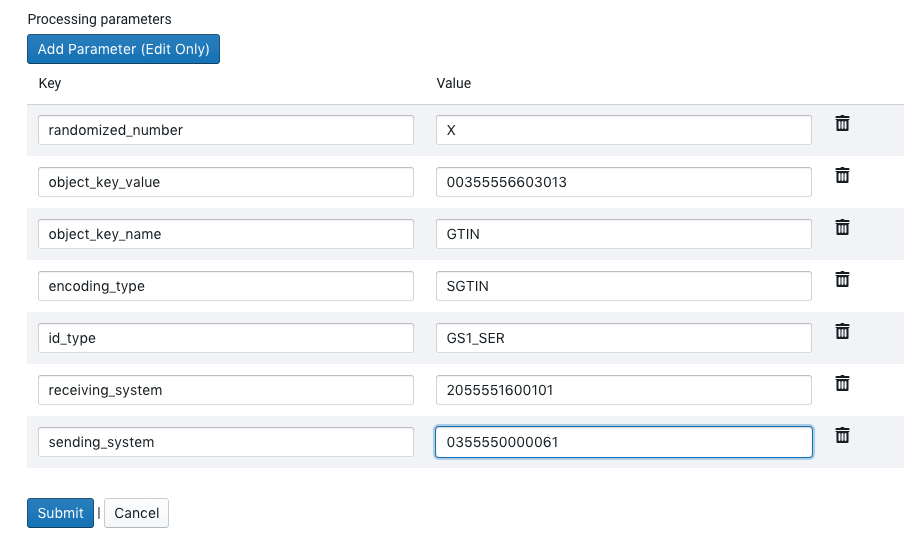 Processing parameters
Add Parameter (Edit Only)
Key Value
randomized_number X
object_key_value 00355556603013
object_key_name GTIN
encoding_type SGTIN
id_type GS1_SER
receiving_system 2055551600101
sending_system 0355550000061
Submit | Cancel